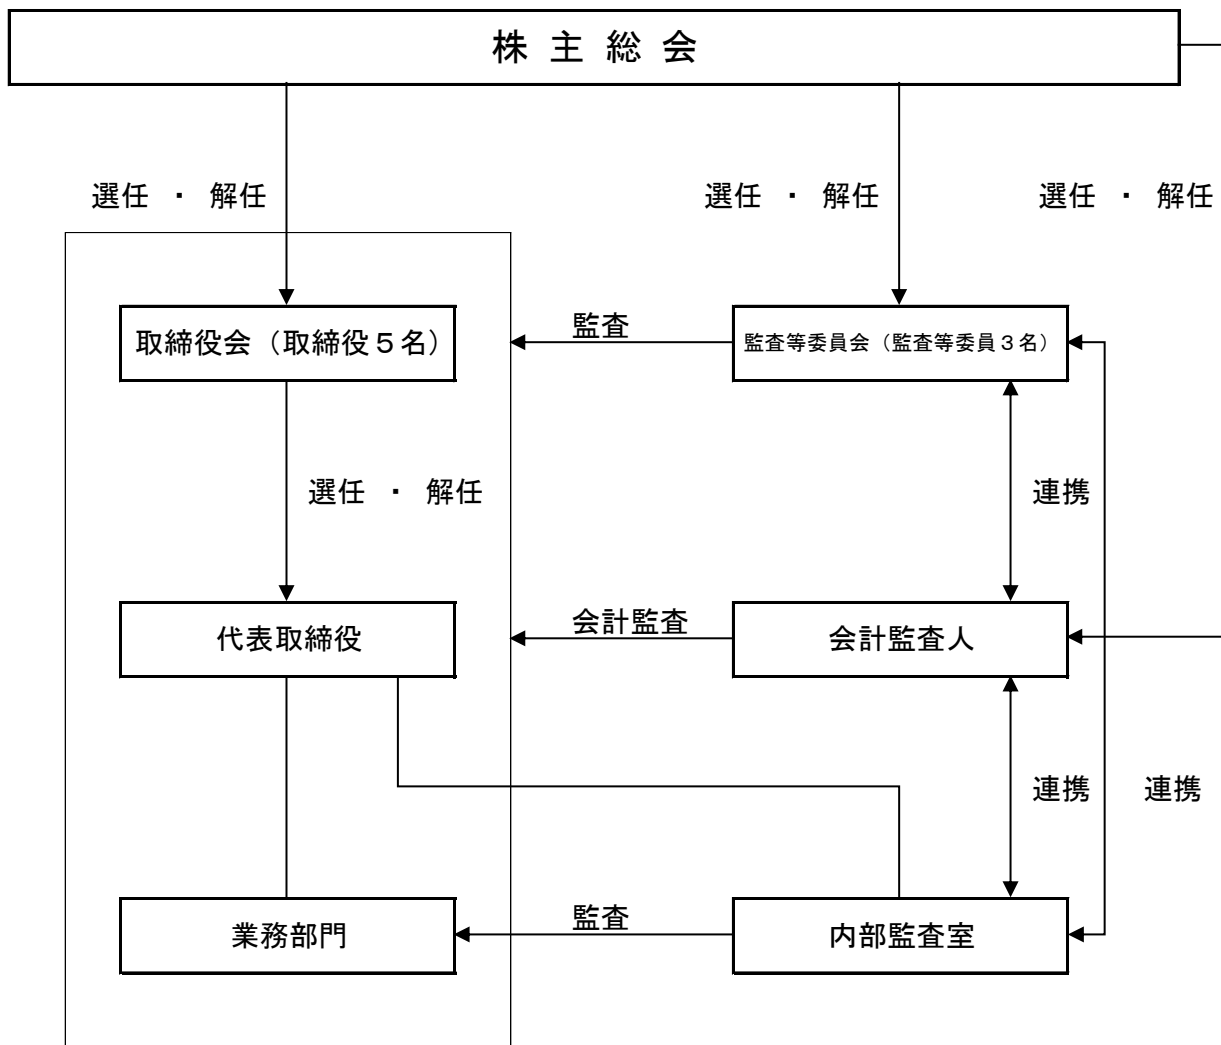 株 主 総 会
選任 ・ 解任
選任 ・ 解任
選任 ・ 解任
取締役会（取締役５名）
監査
監査等委員会（監査等委員３名）
選任 ・ 解任
連携
代表取締役
会計監査
会計監査人
連携
連携
業務部門
監査
内部監査室